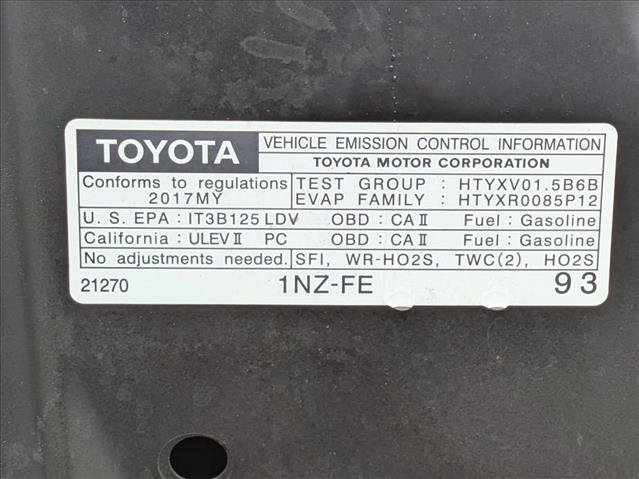 TOYOTA
VEHICLE EMISSION CONTROL INFORMATION
TOYOTA MOTOR CORPORATION
Conforms to regulations
2017MY
TEST GROUP : HTYXV01.5B6B
EVAP FAMILY : HTYXR0085P12
U. S. EPA : IT3B125 LDV OBD : CA II Fuel : Gasoline
California : ULEV II PC OBD : CA II Fuel : Gasoline
No adjustments needed. SFI, WR-HO2S, TWC(2), HO2S
21270 1NZ-FE 93